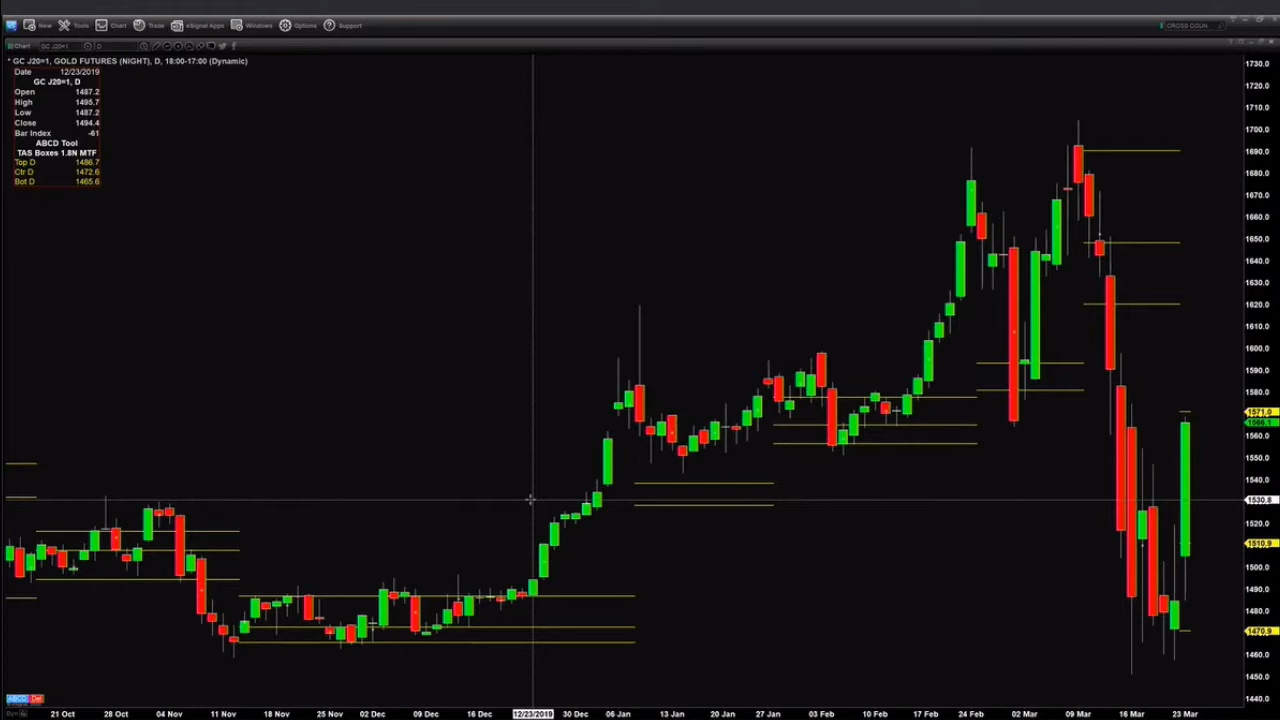 New Tools Chart Trade eSignal Apps Windows Options Support CROSS COUN
Chart GC J20=1 D
* GC J20=1, GOLD FUTURES (NIGHT), D, 18:00-17:00 (Dynamic)
Date 12/23/2019
GC J20=1, D
Open 1487.2
High 1495.7
Low 1487.2
Close 1494.4
Bar Index -61
ABCD Tool
TAS Boxes 1.8N MTF
Top D 1486.7
Ctr D 1472.6
Bot D 1465.6
1730.0
1720.0
1710.0
1700.0
1690.0
1680.0
1670.0
1660.0
1650.0
1640.0
1630.0
1620.0
1610.0
1600.0
1590.0
1580.0
1571.0
1560.0
1550.0
1540.0
1530.8
1520.0
1510.9
1500.0
1490.0
1480.0
1470.9
1460.0
1450.0
1440.0
ABCD Del
Dyn 21 Oct 28 Oct 04 Nov 11 Nov 18 Nov 25 Nov 02 Dec 09 Dec 16 Dec 12/23/2019 30 Dec 06 Jan 13 Jan 20 Jan 27 Jan 03 Feb 10 Feb 17 Feb 24 Feb 02 Mar 09 Mar 16 Mar 23 Mar